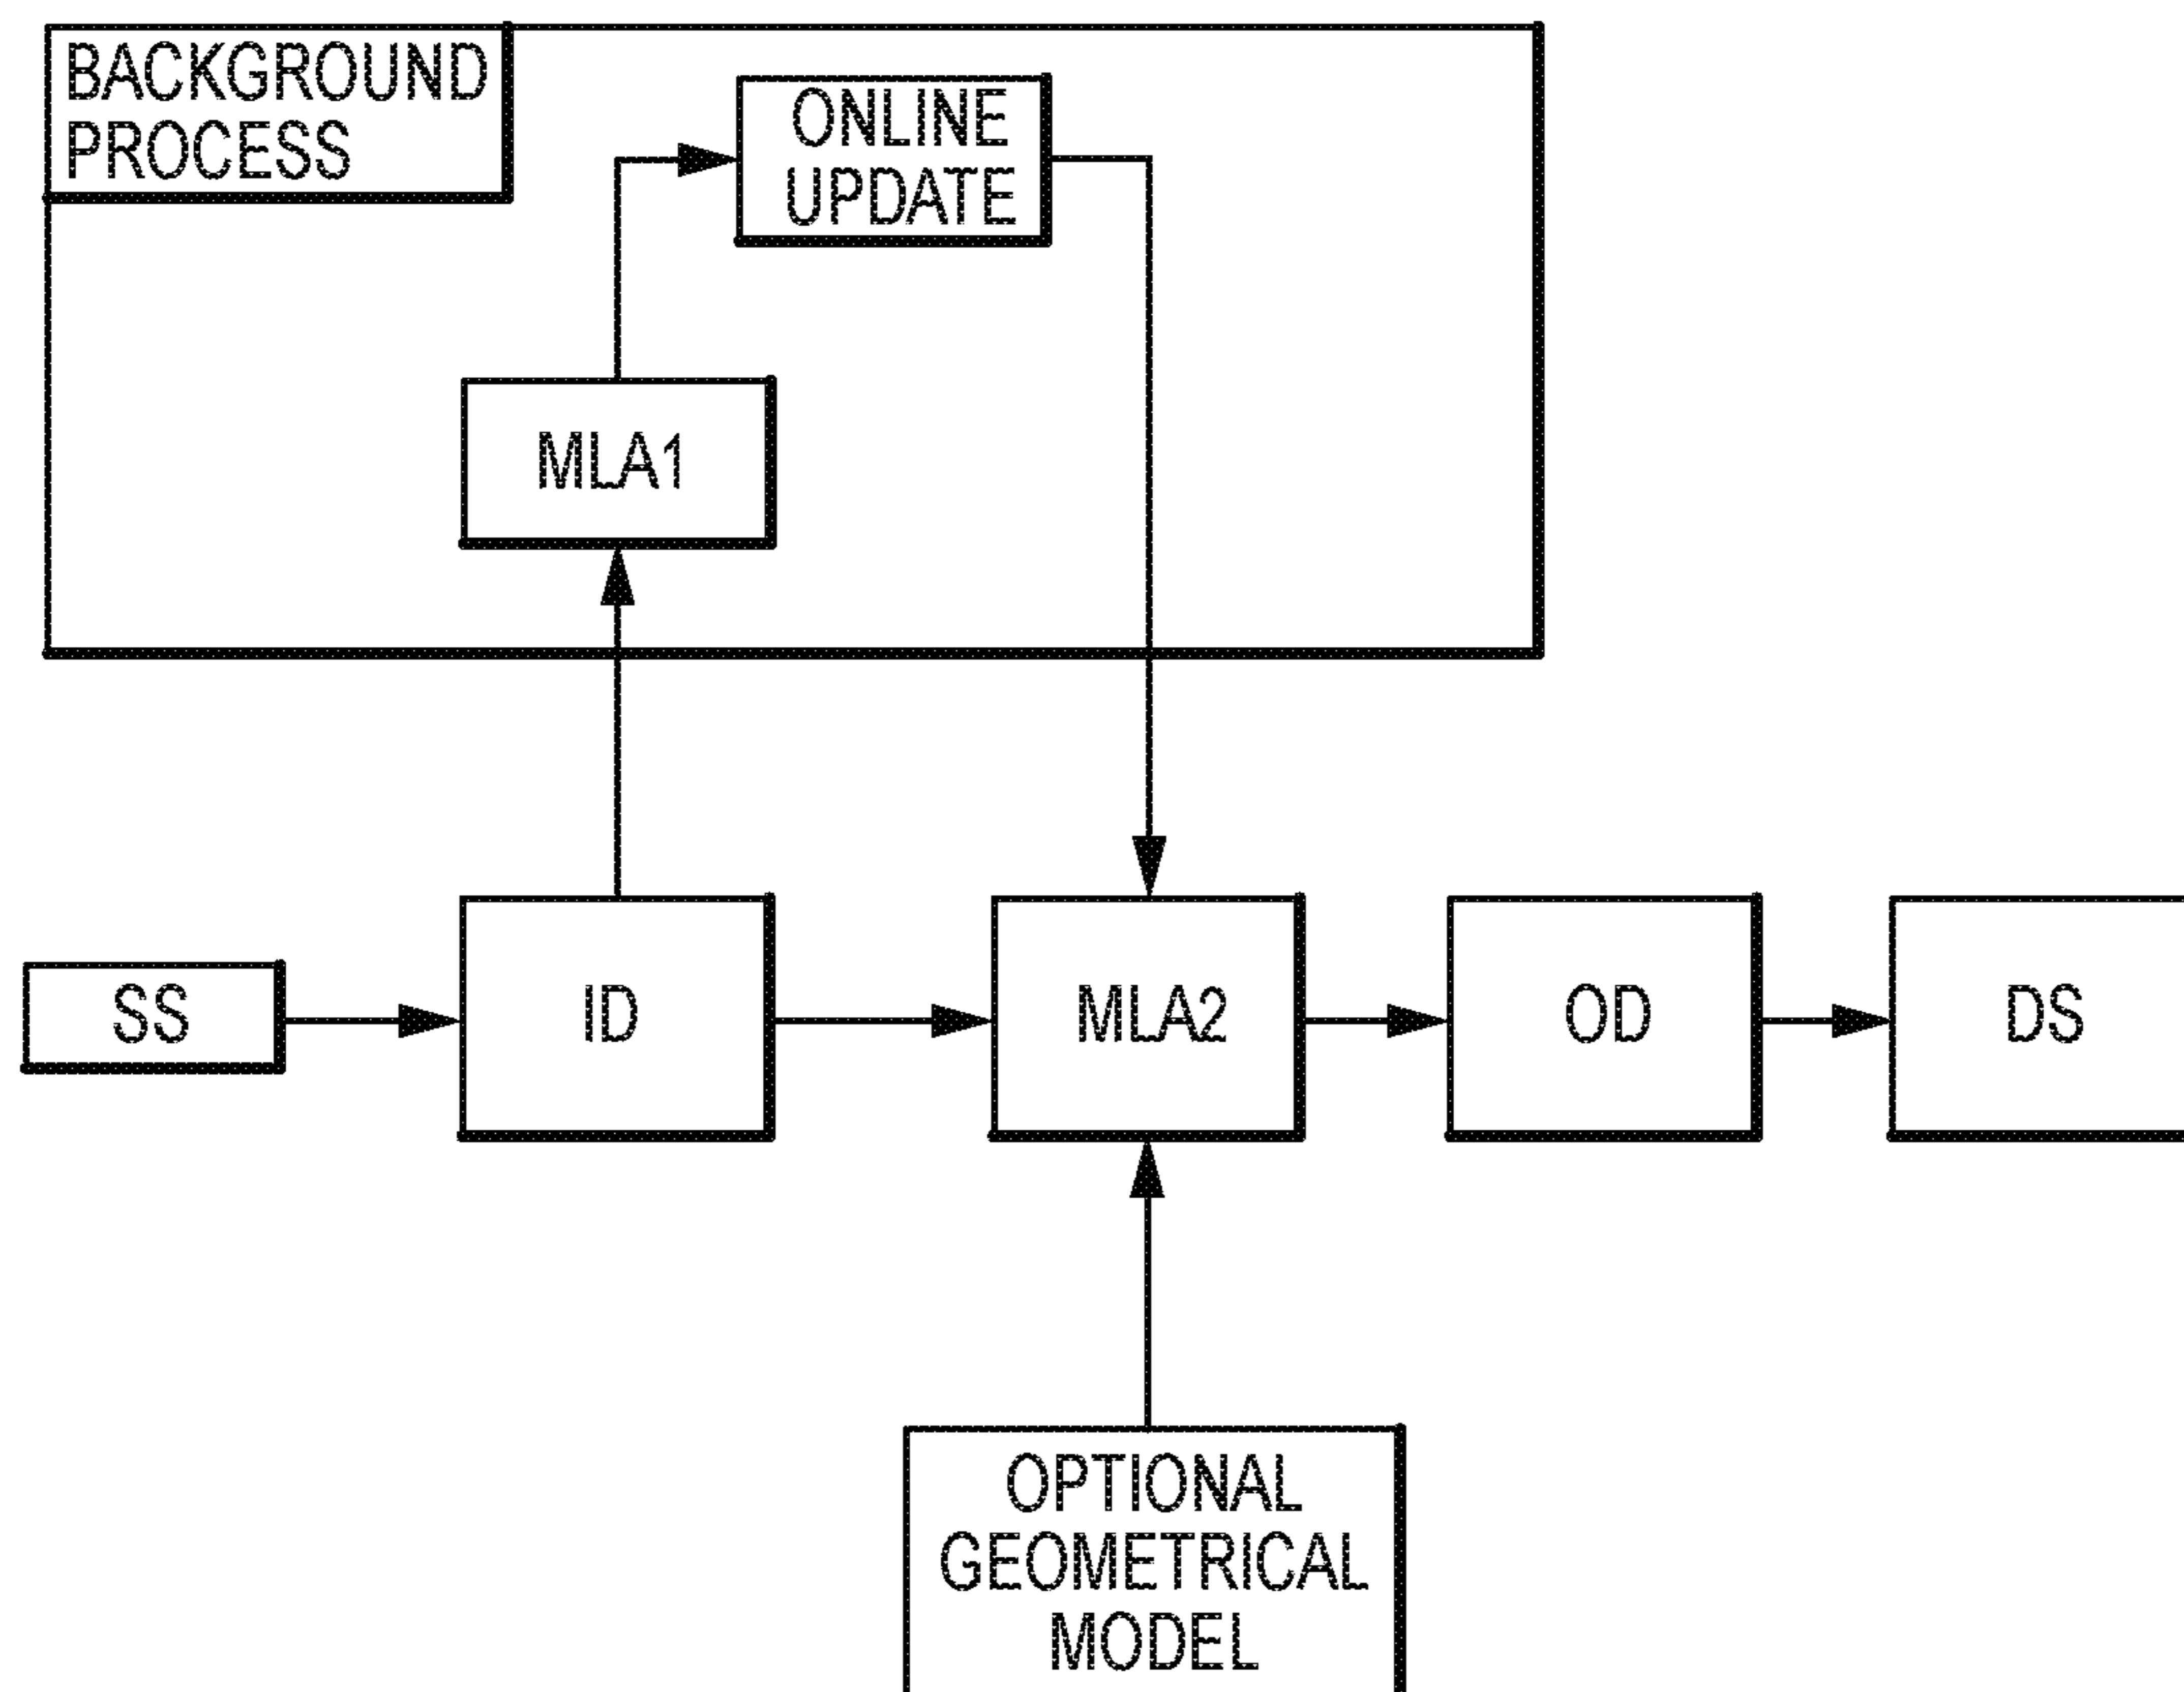 BACKGROUND
PROCESS
ONLINE
UPDATE
MLA1
SS
ID
MLA2
OD
DS
OPTIONAL
GEOMETRICAL
MODEL